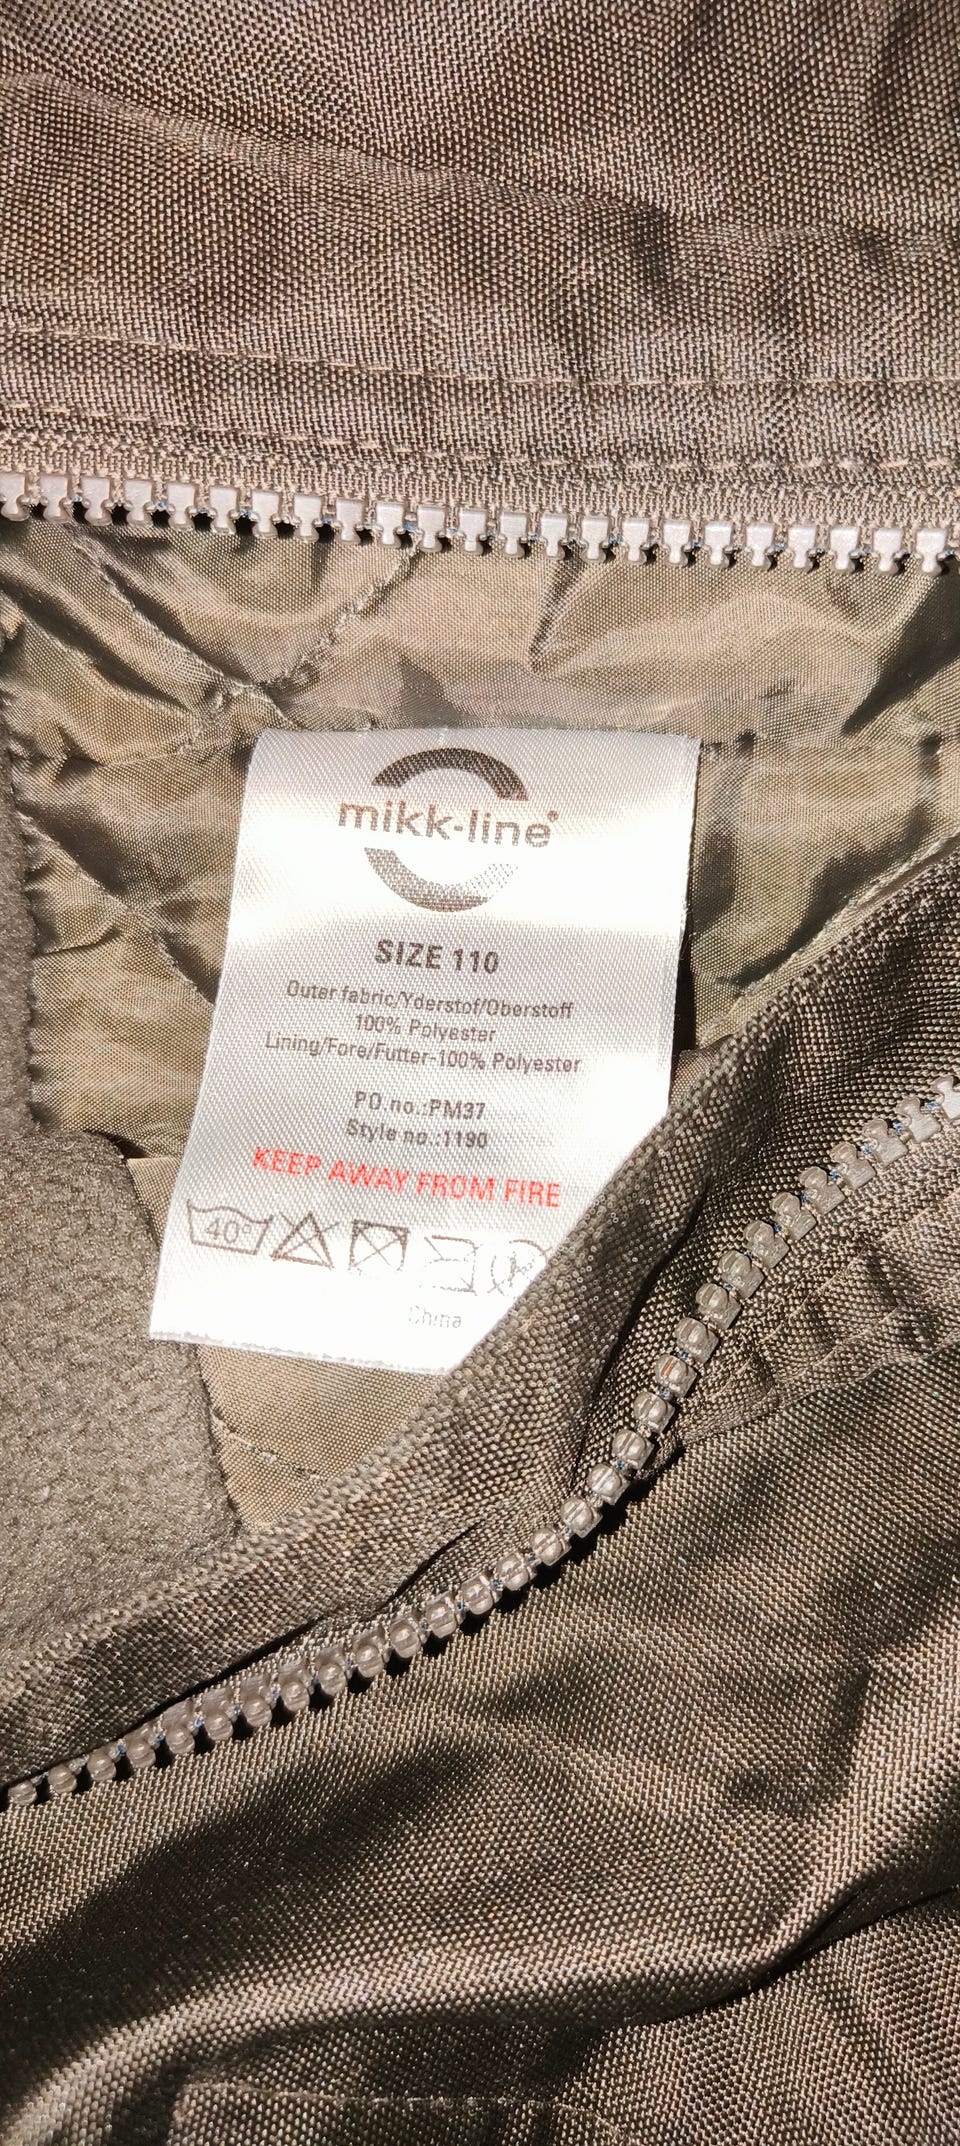 mikk-line®
SIZE 110
Outer fabric/Yderstof/Oberstoff
100% Polyester
Lining/Fore/Futter-100% Polyester
PO.no.:PM37
Style no.:1190
KEEP AWAY FROM FIRE
40°
China